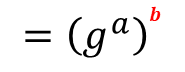 = (g^a)^b